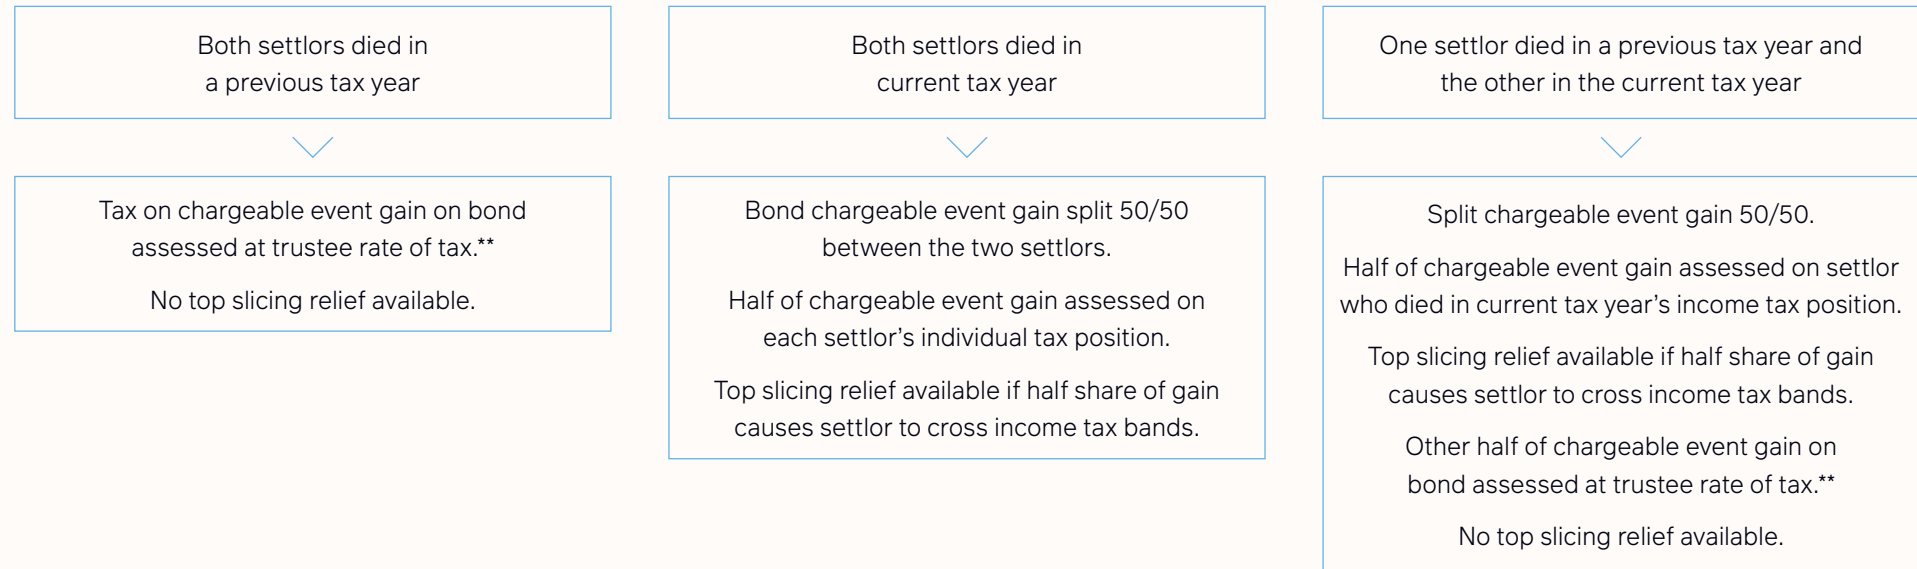 Both settlors died in
a previous tax year
Tax on chargeable event gain on bond
assessed at trustee rate of tax.**
No top slicing relief available.
Both settlors died in
current tax year
Bond chargeable event gain split 50/50
between the two settlors.
Half of chargeable event gain assessed on
each settlor’s individual tax position.
Top slicing relief available if half share of gain
causes settlor to cross income tax bands.
One settlor died in a previous tax year and
the other in the current tax year
Split chargeable event gain 50/50.
Half of chargeable event gain assessed on settlor
who died in current tax year’s income tax position.
Top slicing relief available if half share of gain
causes settlor to cross income tax bands.
Other half of chargeable event gain on
bond assessed at trustee rate of tax.**
No top slicing relief available.